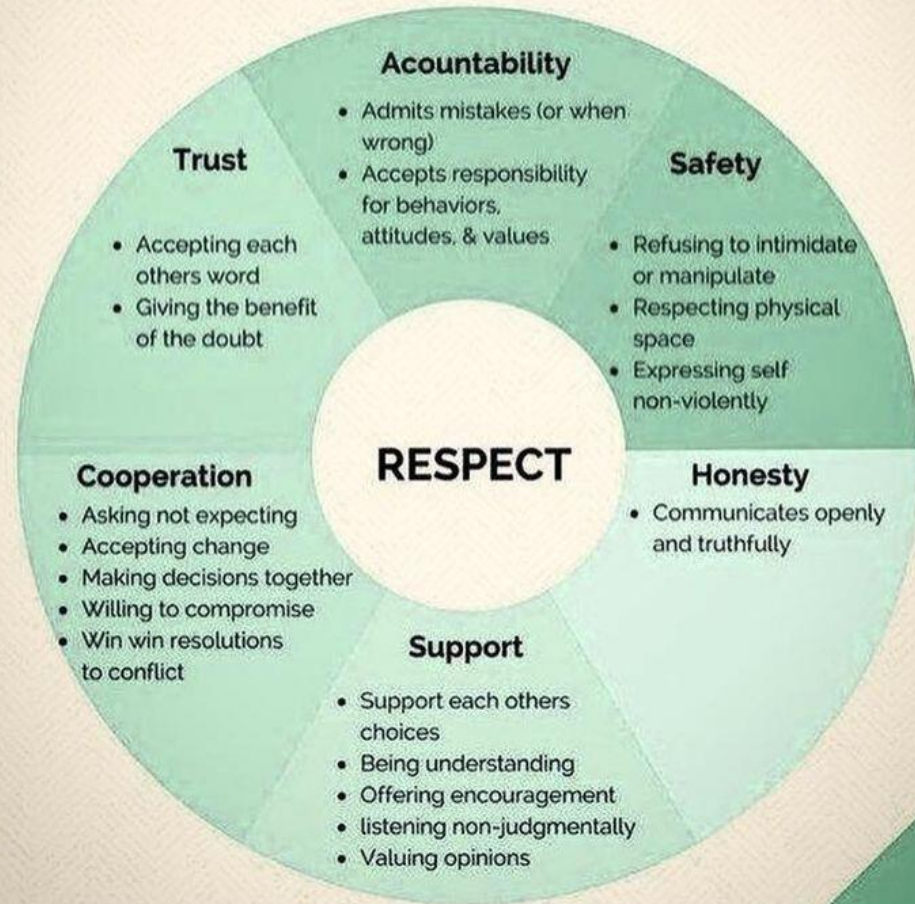 Acountability
• Admits mistakes (or when
wrong)
• Accepts responsibility
for behaviors,
attitudes, & values
Safety
• Refusing to intimidate
or manipulate
• Respecting physical
space
• Expressing self
non-violently
Honesty
• Communicates openly
and truthfully
Support
• Support each others
choices
• Being understanding
• Offering encouragement
• listening non-judgmentally
• Valuing opinions
Cooperation
• Asking not expecting
• Accepting change
• Making decisions together
• Willing to compromise
• Win win resolutions
to conflict
Trust
• Accepting each
others word
• Giving the benefit
of the doubt
RESPECT